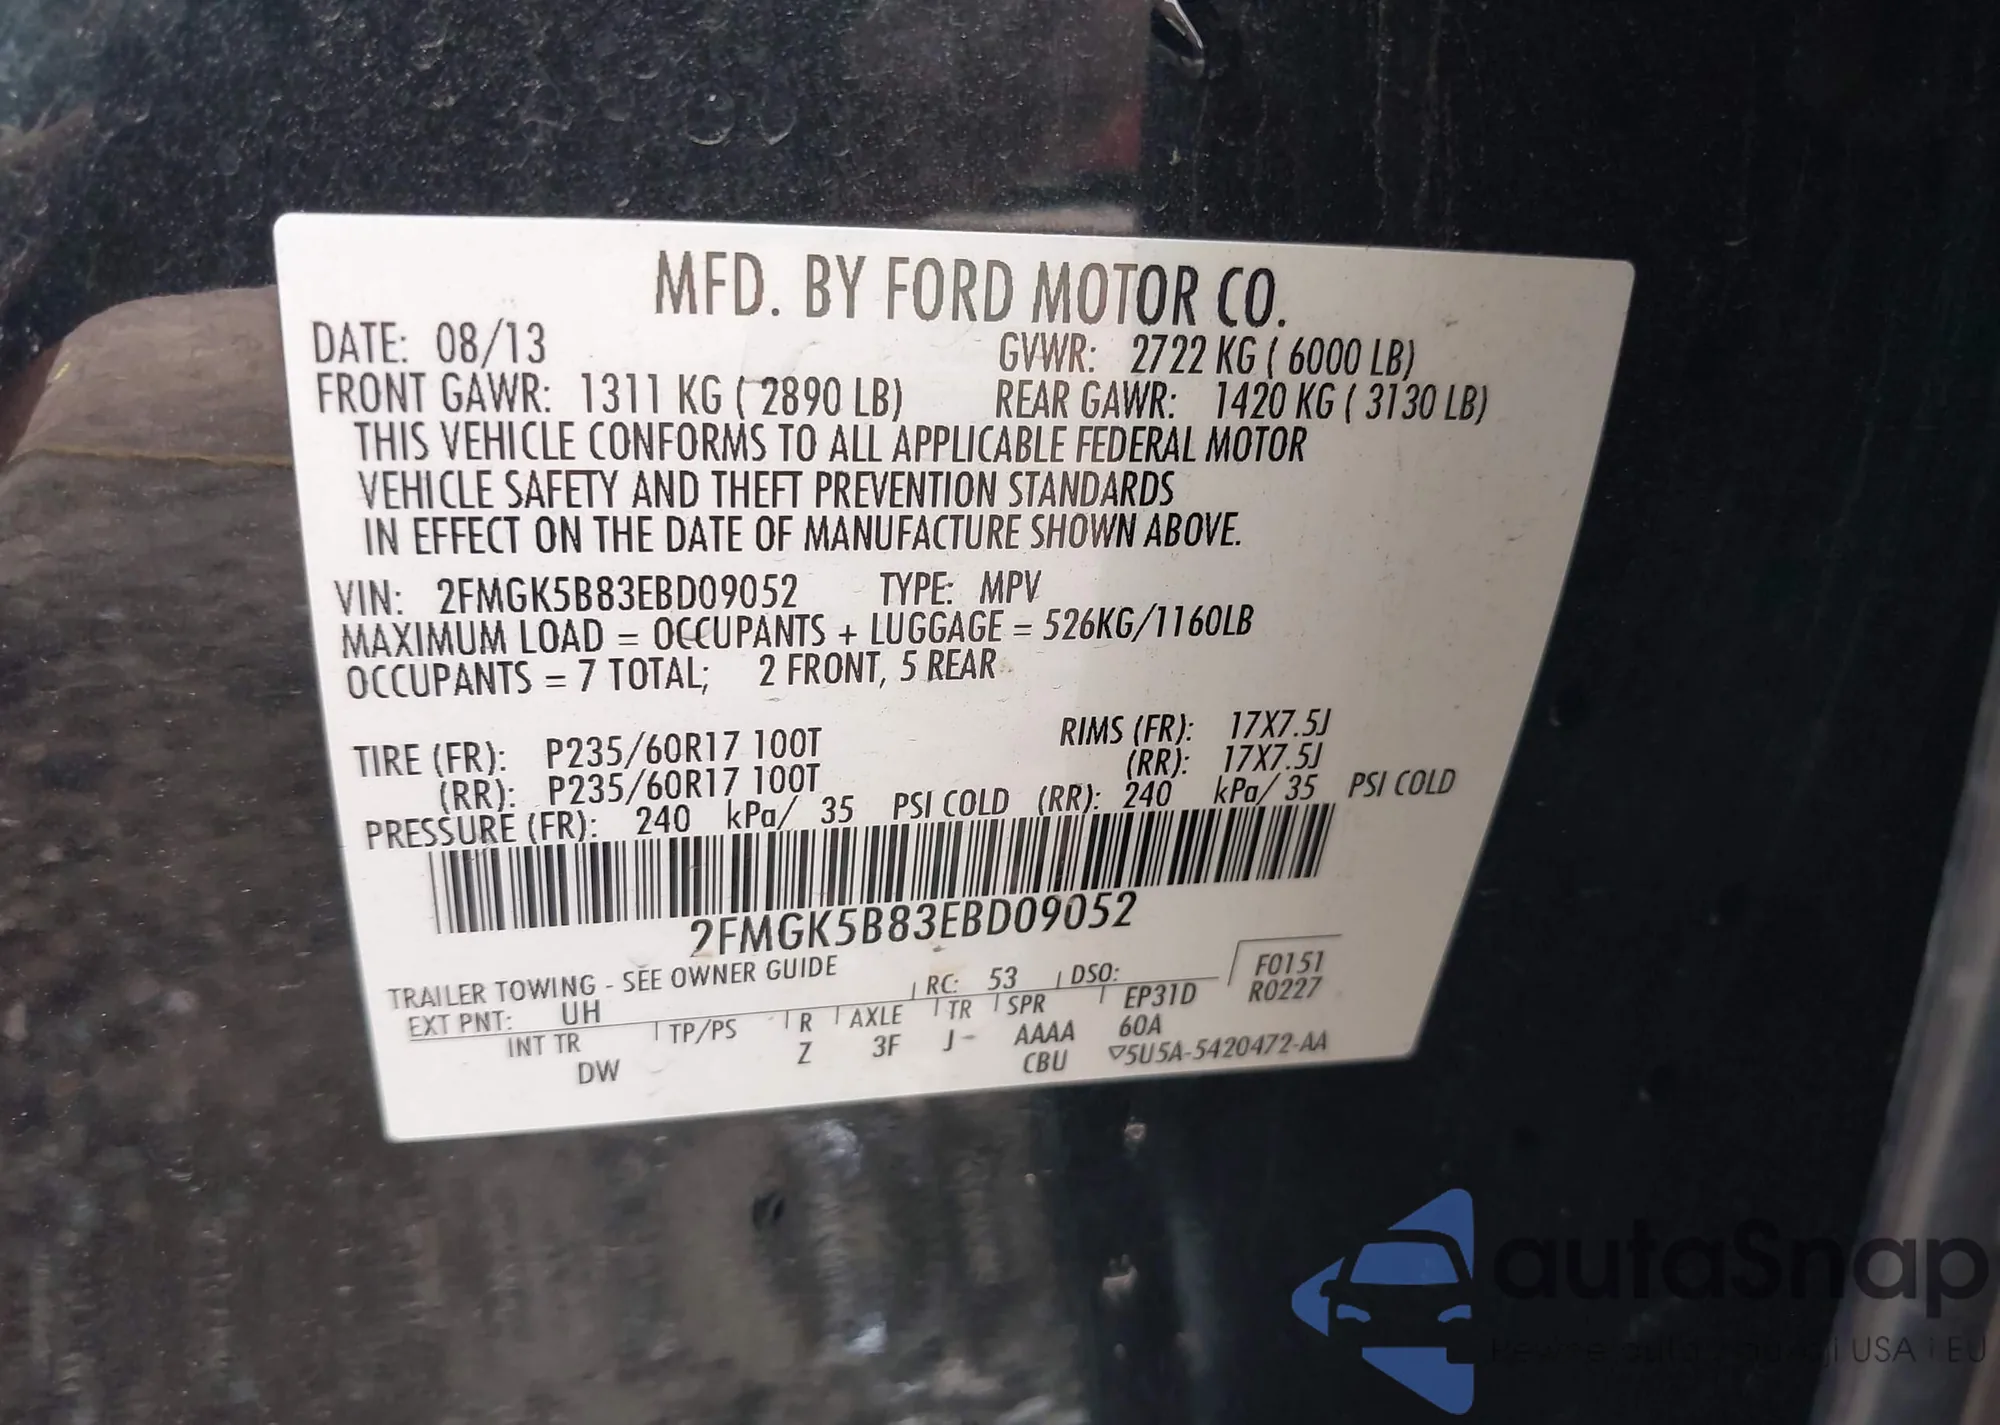 MFD. BY FORD MOTOR CO.
DATE: 08/13 GVWR: 2722 KG ( 6000 LB)
FRONT GAWR: 1311 KG ( 2890 LB) REAR GAWR: 1420 KG ( 3130 LB)
THIS VEHICLE CONFORMS TO ALL APPLICABLE FEDERAL MOTOR
VEHICLE SAFETY AND THEFT PREVENTION STANDARDS
IN EFFECT ON THE DATE OF MANUFACTURE SHOWN ABOVE.
VIN: 2FMGK5B83EBD09052 TYPE: MPV
MAXIMUM LOAD = OCCUPANTS + LUGGAGE = 526KG/1160LB
OCCUPANTS = 7 TOTAL; 2 FRONT, 5 REAR
TIRE (FR): P235/60R17 100T RIMS (FR): 17X7.5J
(RR): P235/60R17 100T (RR): 17X7.5J
PRESSURE (FR): 240 kPa/ 35 PSI COLD (RR): 240 kPa/ 35 PSI COLD
2FMGK5B83EBD09052
TRAILER TOWING - SEE OWNER GUIDE
EXT PNT: UH RC: 53 DSO: F0151
R0227
INT TR TP/PS R AXLE TR SPR EP31D
DW Z 3F J- AAAA 60A
CBU ▽5U5A-5420472-AA
autoSnap
USA i EU